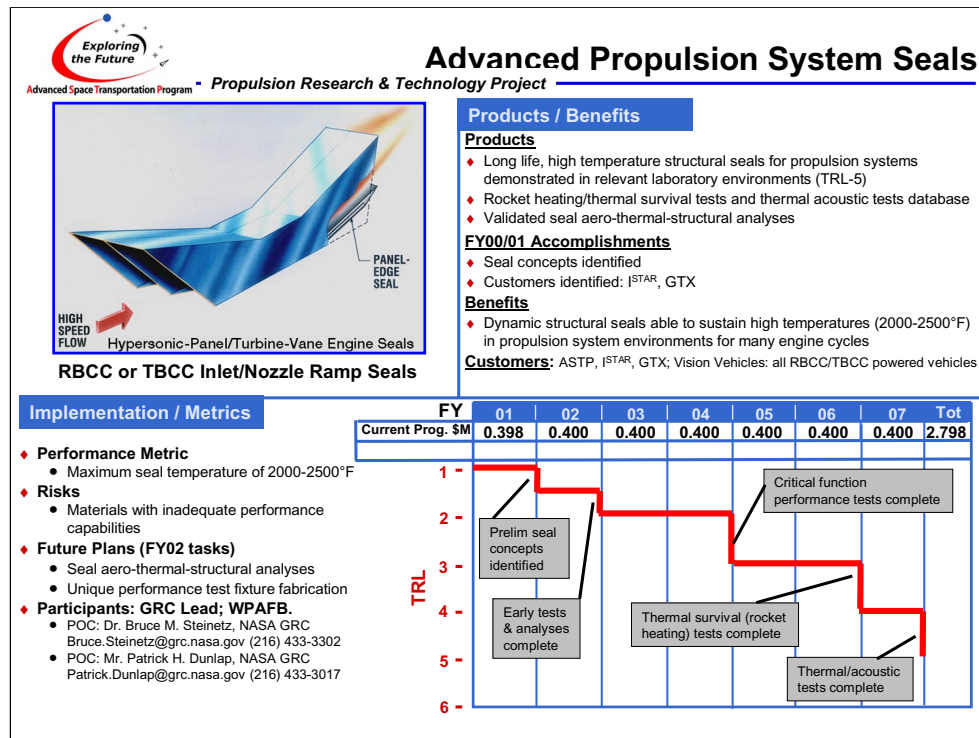 Exploring
the Future
Advanced Space Transportation Program
Advanced Propulsion System Seals
Propulsion Research & Technology Project
PANEL-
EDGE
SEAL
HIGH
SPEED
FLOW
Hypersonic-Panel/Turbine-Vane Engine Seals
RBCC or TBCC Inlet/Nozzle Ramp Seals
Products / Benefits
Products
♦ Long life, high temperature structural seals for propulsion systems
demonstrated in relevant laboratory environments (TRL-5)
♦ Rocket heating/thermal survival tests and thermal acoustic tests database
♦ Validated seal aero-thermal-structural analyses
FY00/01 Accomplishments
♦ Seal concepts identified
♦ Customers identified: ISTAR, GTX
Benefits
♦ Dynamic structural seals able to sustain high temperatures (2000-2500°F)
in propulsion system environments for many engine cycles
Customers: ASTP, ISTAR, GTX; Vision Vehicles: all RBCC/TBCC powered vehicles
Implementation / Metrics
♦ Performance Metric
● Maximum seal temperature of 2000-2500°F
♦ Risks
● Materials with inadequate performance
capabilities
♦ Future Plans (FY02 tasks)
● Seal aero-thermal-structural analyses
● Unique performance test fixture fabrication
♦ Participants: GRC Lead; WPAFB.
● POC: Dr. Bruce M. Steinetz, NASA GRC
Bruce.Steinetz@grc.nasa.gov (216) 433-3302
● POC: Mr. Patrick H. Dunlap, NASA GRC
Patrick.Dunlap@grc.nasa.gov (216) 433-3017
FY 01 02 03 04 05 06 07 Tot
Current Prog. $M 0.398 0.400 0.400 0.400 0.400 0.400 0.400 2.798
TRL
1
2
3
4
5
6
Prelim seal
concepts
identified
Early tests
& analyses
complete
Critical function
performance tests complete
Thermal survival (rocket
heating) tests complete
Thermal/acoustic
tests complete